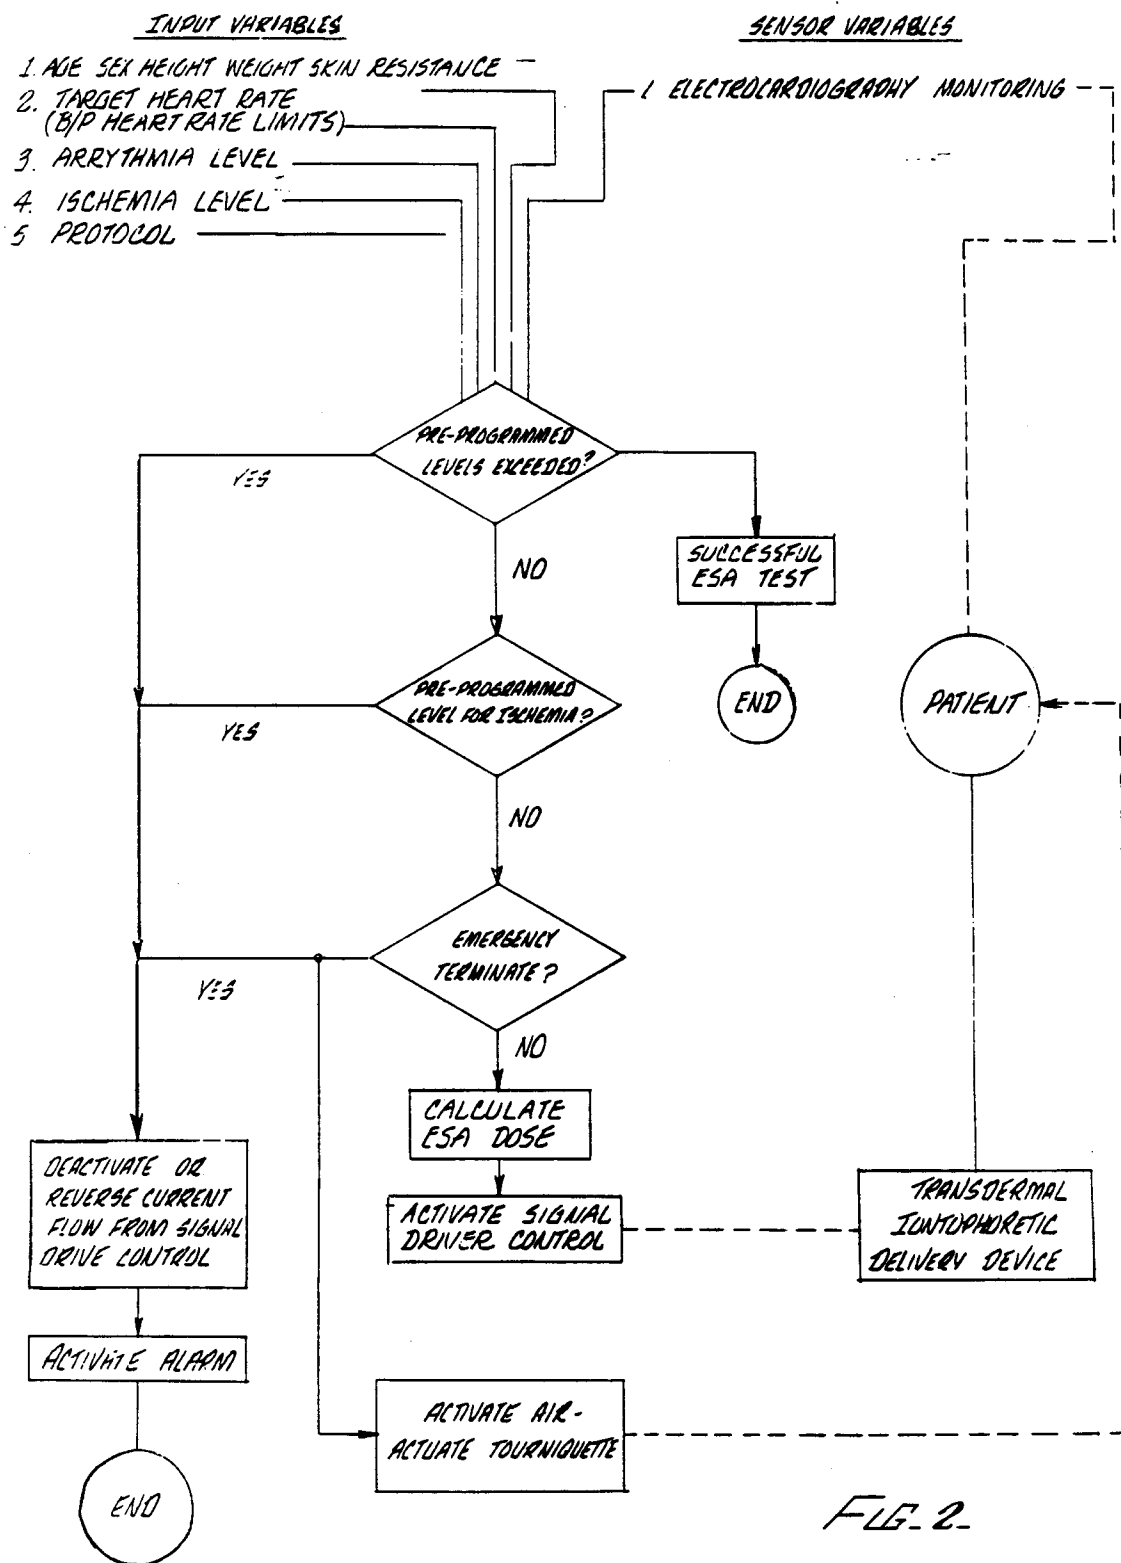 INPUT VARIABLES
SENSOR VARIABLES
1. AGE SEX HEIGHT WEIGHT SKIN RESISTANCE
2. TARGET HEART RATE
(B/P HEART RATE LIMITS)
3. ARRYTHMIA LEVEL
4. ISCHEMIA LEVEL
5 PROTOCOL
1 ELECTROCARDIOGRAPHY MONITORING
PRE-PROGRAMMED
LEVELS EXCEEDED?
YES
NO
SUCCESSFUL
ESA TEST
END
PRE-PROGRAMMED
LEVEL FOR ISCHEMIA?
YES
NO
PATIENT
EMERGENCY
TERMINATE?
YES
NO
CALCULATE
ESA DOSE
ACTIVATE SIGNAL
DRIVER CONTROL
DEACTIVATE OR
REVERSE CURRENT
FLOW FROM SIGNAL
DRIVE CONTROL
TRANSDERMAL
IONTOPHORETIC
DELIVERY DEVICE
ACTIVATE ALARM
ACTIVATE AIR-
ACTUATE TOURNIQUETTE
END
FIG_2_